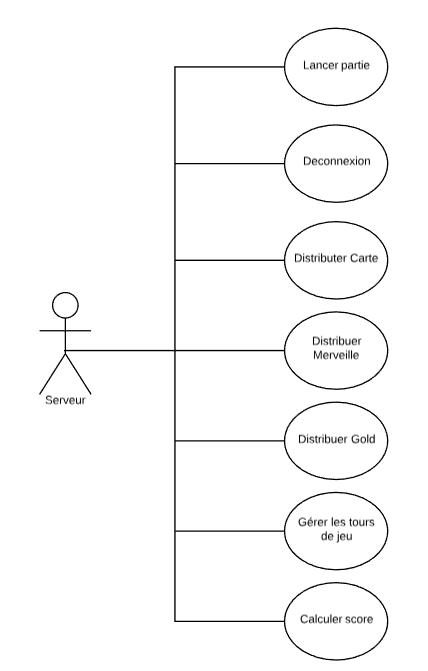 Lancer partie
Deconnexion
Distributer Carte
Distribuer
Merveille
Serveur
Distribuer Gold
Gérer les tours
de jeu
Calculer score